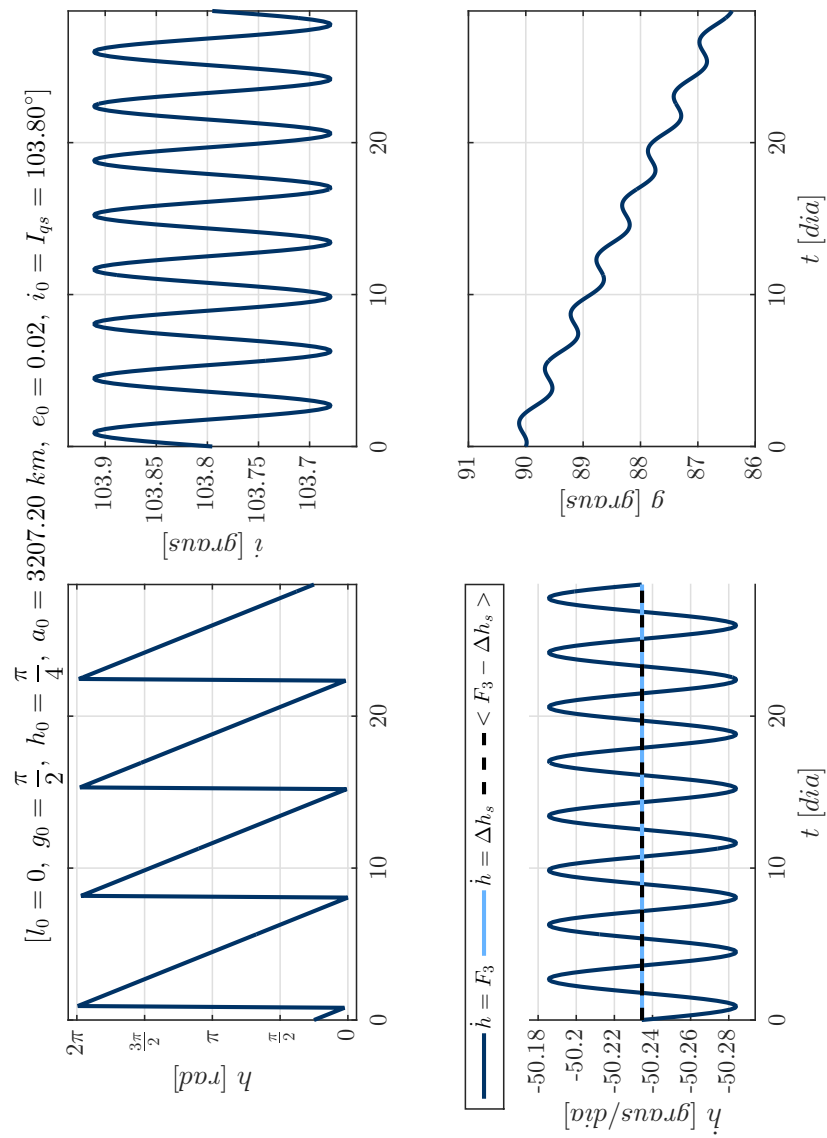 [l₀ = 0, g₀ = π/2, h₀ = π/4, a₀ = 3207.20 km, e₀ = 0.02, i₀ = I_qs = 103.80°]
h [rad]
2π
3π/2
π
π/2
0
0 10 20
i [graus]
103.9
103.85
103.8
103.75
103.7
0 10 20
ḣ = F₃ ḣ = Δh_s < F₃ − Δh_s >
ḣ [graus/dia]
-50.18
-50.2
-50.22
-50.24
-50.26
-50.28
0 10 20
t [dia]
g [graus]
91
90
89
88
87
86
0 10 20
t [dia]